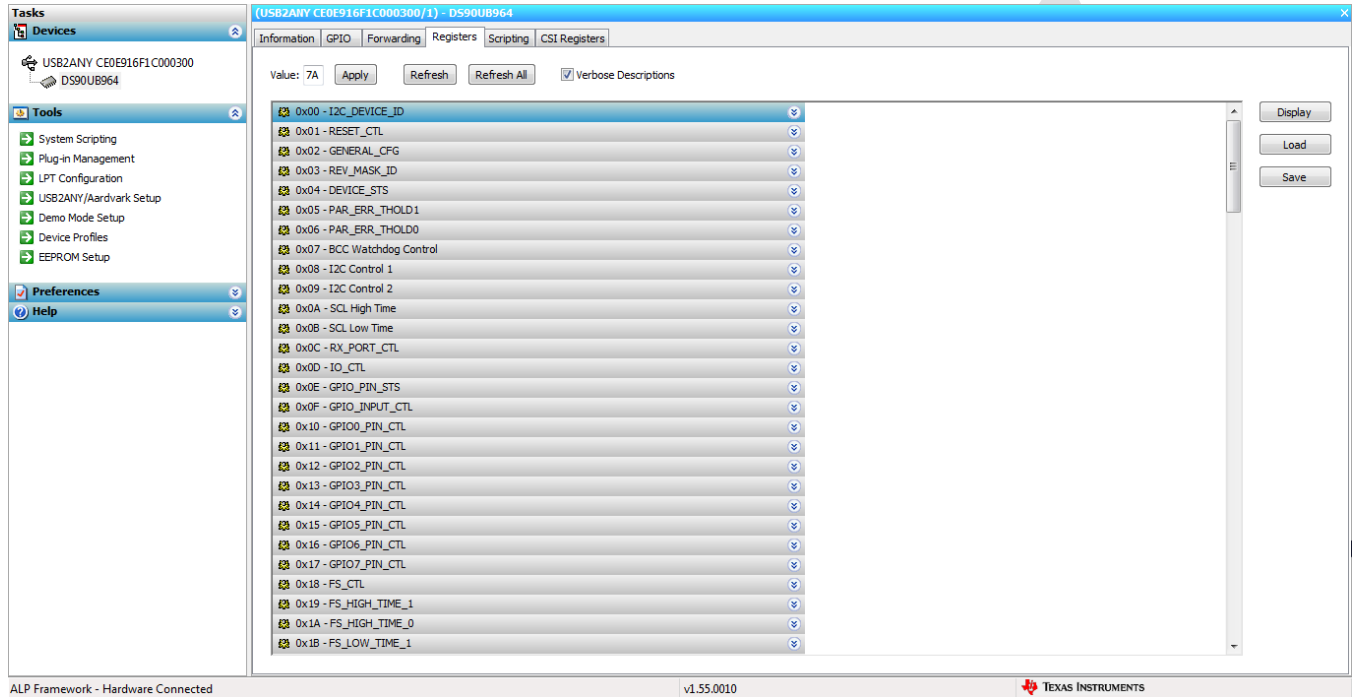 Tasks
Devices
USB2ANY CE0E916F1C000300
DS90UB964
Tools
System Scripting
Plug-in Management
LPT Configuration
USB2ANY/Aardvark Setup
Demo Mode Setup
Device Profiles
EEPROM Setup
Preferences
Help
(USB2ANY CE0E916F1C000300/1) - DS90UB964
Information GPIO Forwarding Registers Scripting CSI Registers
Value: 7A Apply Refresh Refresh All Verbose Descriptions
0x00 - I2C_DEVICE_ID
0x01 - RESET_CTL
0x02 - GENERAL_CFG
0x03 - REV_MASK_ID
0x04 - DEVICE_STS
0x05 - PAR_ERR_THOLD1
0x06 - PAR_ERR_THOLD0
0x07 - BCC Watchdog Control
0x08 - I2C Control 1
0x09 - I2C Control 2
0x0A - SCL High Time
0x0B - SCL Low Time
0x0C - RX_PORT_CTL
0x0D - IO_CTL
0x0E - GPIO_PIN_STS
0x0F - GPIO_INPUT_CTL
0x10 - GPIO0_PIN_CTL
0x11 - GPIO1_PIN_CTL
0x12 - GPIO2_PIN_CTL
0x13 - GPIO3_PIN_CTL
0x14 - GPIO4_PIN_CTL
0x15 - GPIO5_PIN_CTL
0x16 - GPIO6_PIN_CTL
0x17 - GPIO7_PIN_CTL
0x18 - FS_CTL
0x19 - FS_HIGH_TIME_1
0x1A - FS_HIGH_TIME_0
0x1B - FS_LOW_TIME_1
Display
Load
Save
ALP Framework - Hardware Connected
v1.55.0010
TEXAS INSTRUMENTS